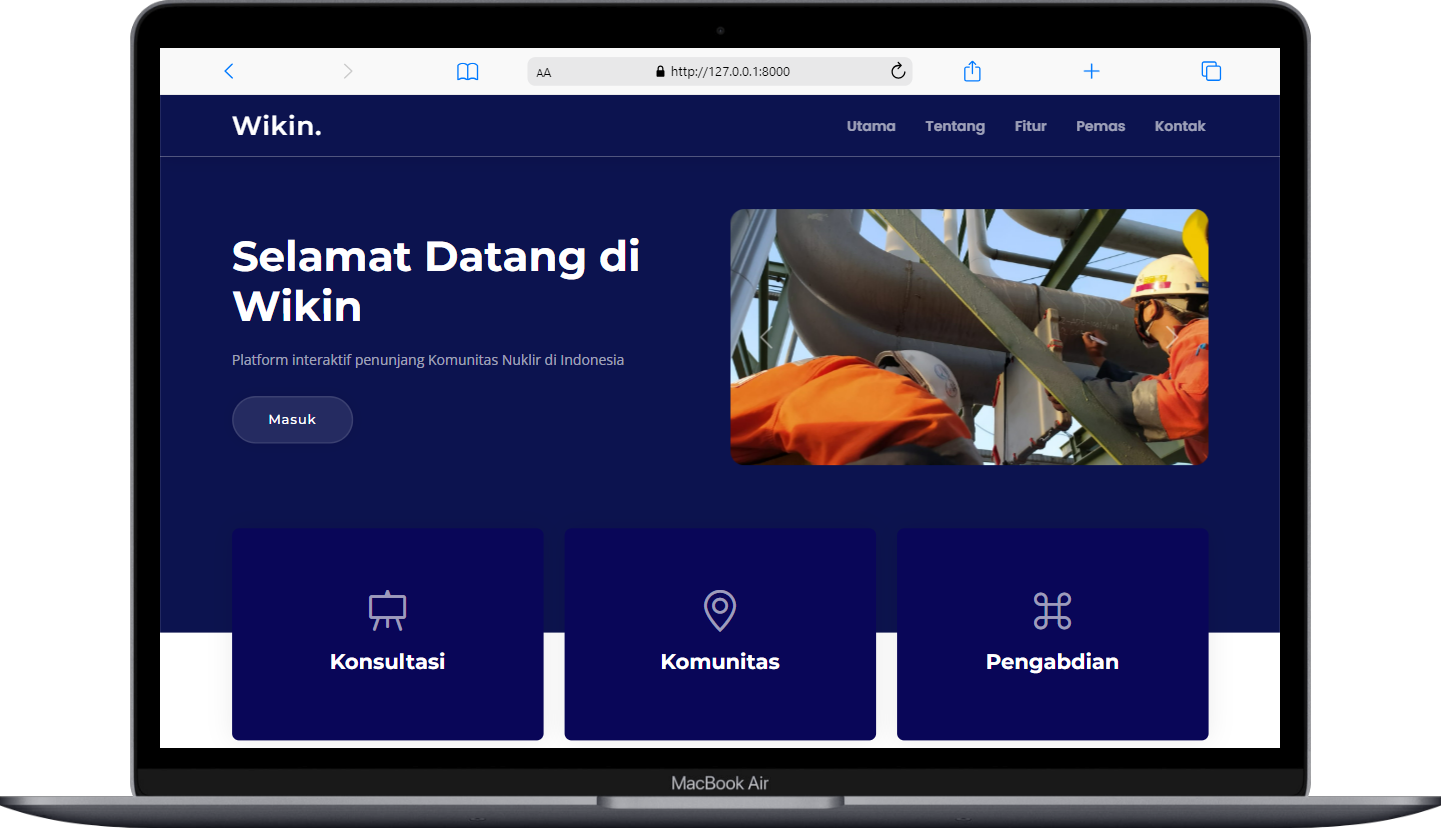 AA
http://127.0.0.1:8000
Wikin.
Utama Tentang Fitur Pemas Kontak
Selamat Datang di
Wikin
Platform interaktif penunjang Komunitas Nuklir di Indonesia
Masuk
Konsultasi Komunitas Pengabdian
MacBook Air